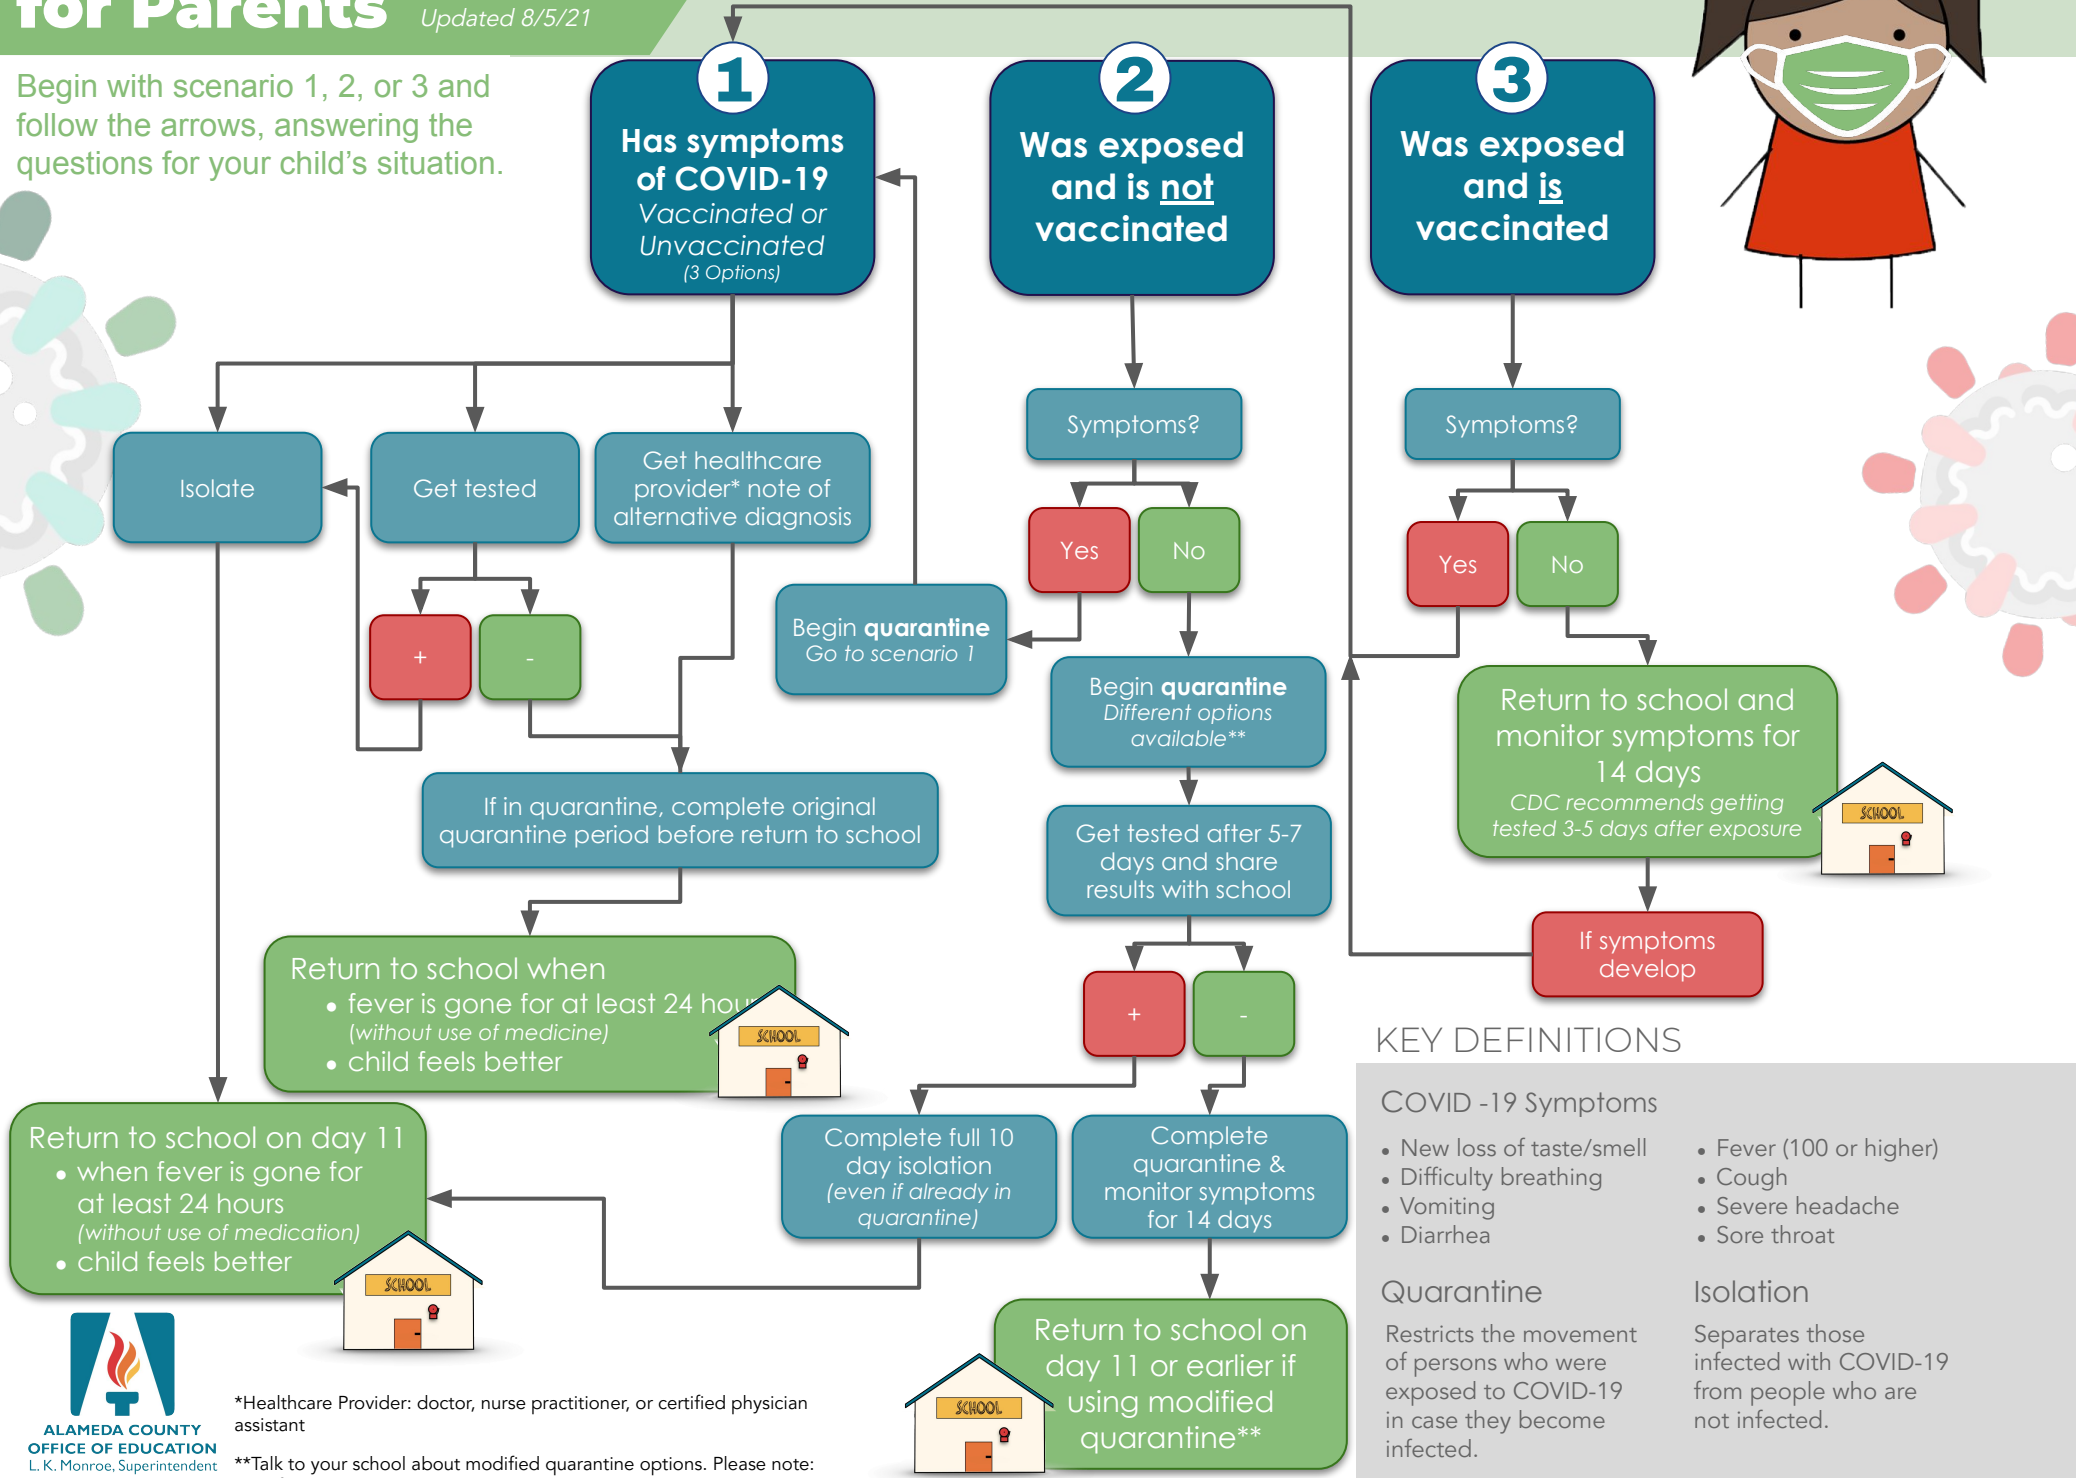 for Parents
Updated 8/5/21
Begin with scenario 1, 2, or 3 and
follow the arrows, answering the
questions for your child's situation.
1
Has symptoms
of COVID-19
Vaccinated or
Unvaccinated
(3 Options)
2
Was exposed
and is not
vaccinated
3
Was exposed
and is
vaccinated
Isolate
Get tested
Get healthcare
provider* note of
alternative diagnosis
+
-
If in quarantine, complete original
quarantine period before return to school
Return to school when
• fever is gone for at least 24
(without use of medicine)
• child feels better
SCHOOL
Return to school on day 11
• when fever is gone for
at least 24 hours
(without use of medication)
• child feels better
SCHOOL
Symptoms?
Yes
No
Begin quarantine
Go to scenario 1
Begin quarantine
Different options
available**
Get tested after 5-7
days and share
results with school
+
-
Complete full 10
day isolation
(even if already in
quarantine)
Complete
quarantine &
monitor symptoms
for 14 days
Return to school on
day 11 or earlier if
using modified
quarantine**
SCHOOL
Symptoms?
Yes
No
Return to school and
monitor symptoms for
14 days
CDC recommends getting
tested 3-5 days after exposure
SCHOOL
If symptoms
develop
KEY DEFINITIONS
COVID -19 Symptoms
• New loss of taste/smell
• Difficulty breathing
• Vomiting
• Diarrhea
• Fever (100 or higher)
• Cough
• Severe headache
• Sore throat
Quarantine
Restricts the movement
of persons who were
exposed to COVID-19
in case they become
infected.
Isolation
Separates those
infected with COVID-19
from people who are
not infected.
ALAMEDA COUNTY
OFFICE OF EDUCATION
L. K. Monroe, Superintendent
*Healthcare Provider: doctor, nurse practitioner, or certified physician
assistant
**Talk to your school about modified quarantine options. Please note: